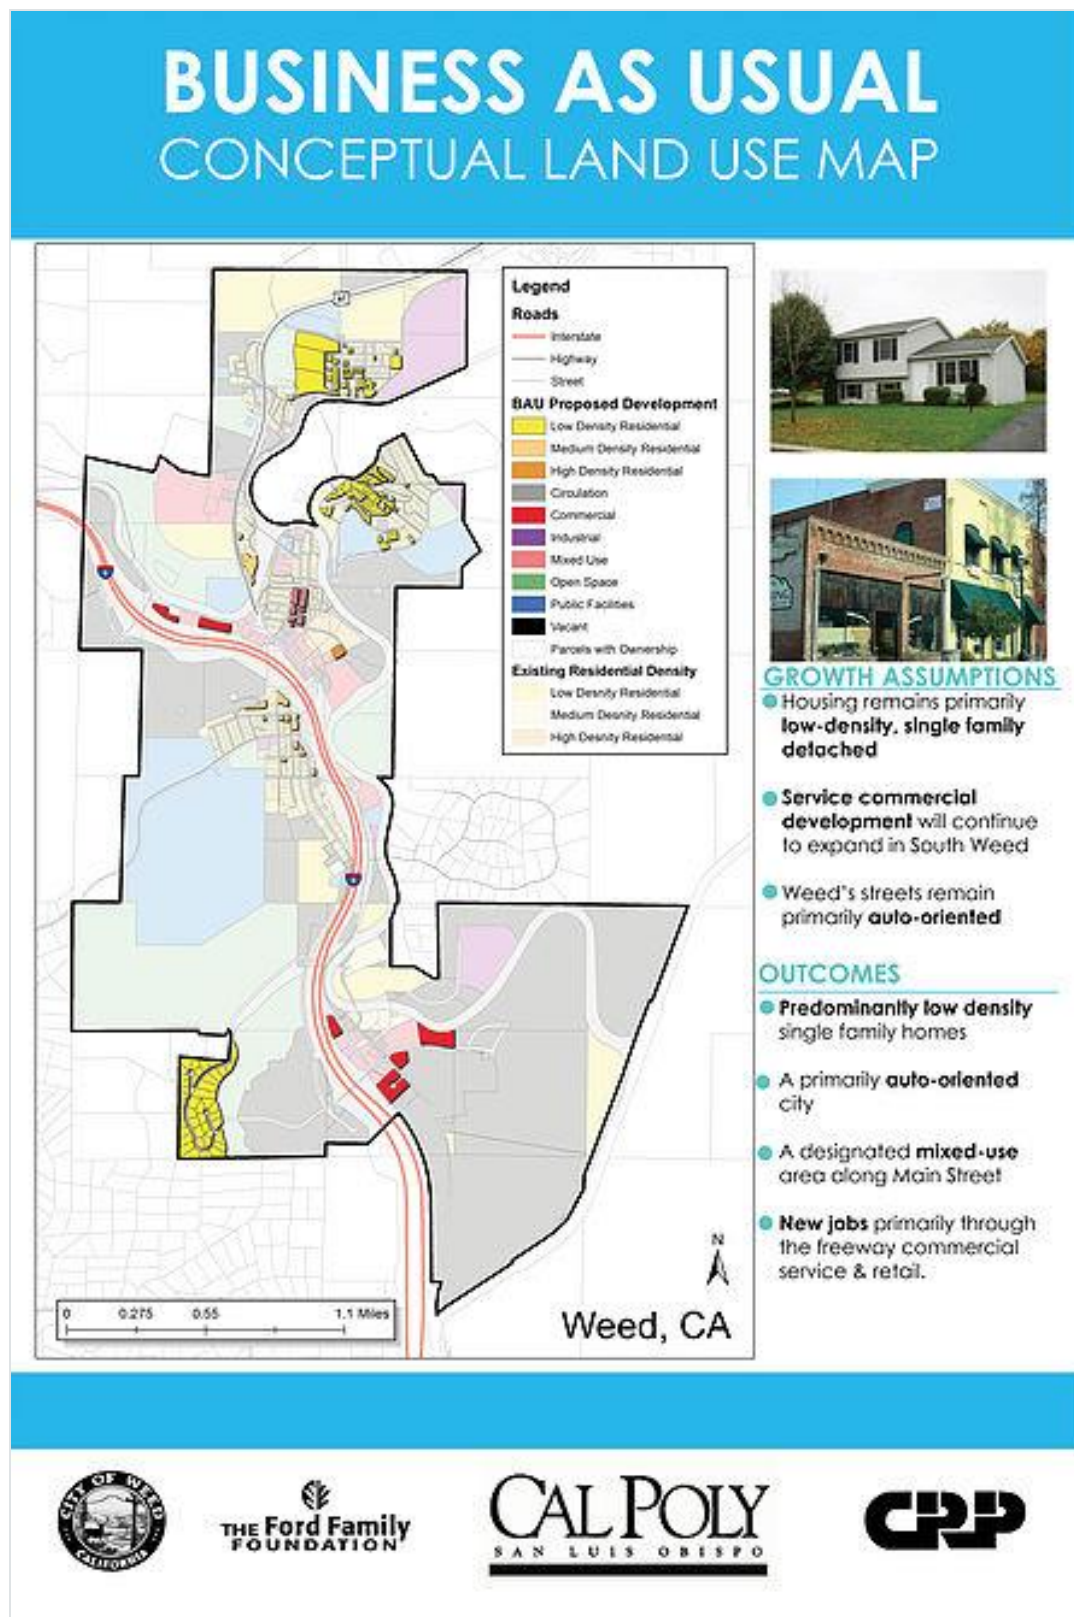 BUSINESS AS USUAL
CONCEPTUAL LAND USE MAP
Legend
Roads
Interstate
Highway
Street
BAU Proposed Development
Low Density Residential
Medium Density Residential
High Density Residential
Circulation
Commercial
Industrial
Mixed Use
Open Space
Public Facilities
Vacant
Parcels with Ownership
Existing Residential Density
Low Desnity Residential
Medium Desnity Residential
High Desnity Residential
N
Weed, CA
0 0.275 0.55 1.1 Miles
GROWTH ASSUMPTIONS
Housing remains primarily
low-density, single family
detached
Service commercial
development will continue
to expand in South Weed
Weed's streets remain
primarily auto-oriented
OUTCOMES
Predominantly low density
single family homes
A primarily auto-oriented
city
A designated mixed-use
area along Main Street
New jobs primarily through
the freeway commercial
service & retail.
CITY OF WEED
CALIFORNIA
THE Ford Family
FOUNDATION
CAL POLY
SAN LUIS OBISPO
CRP